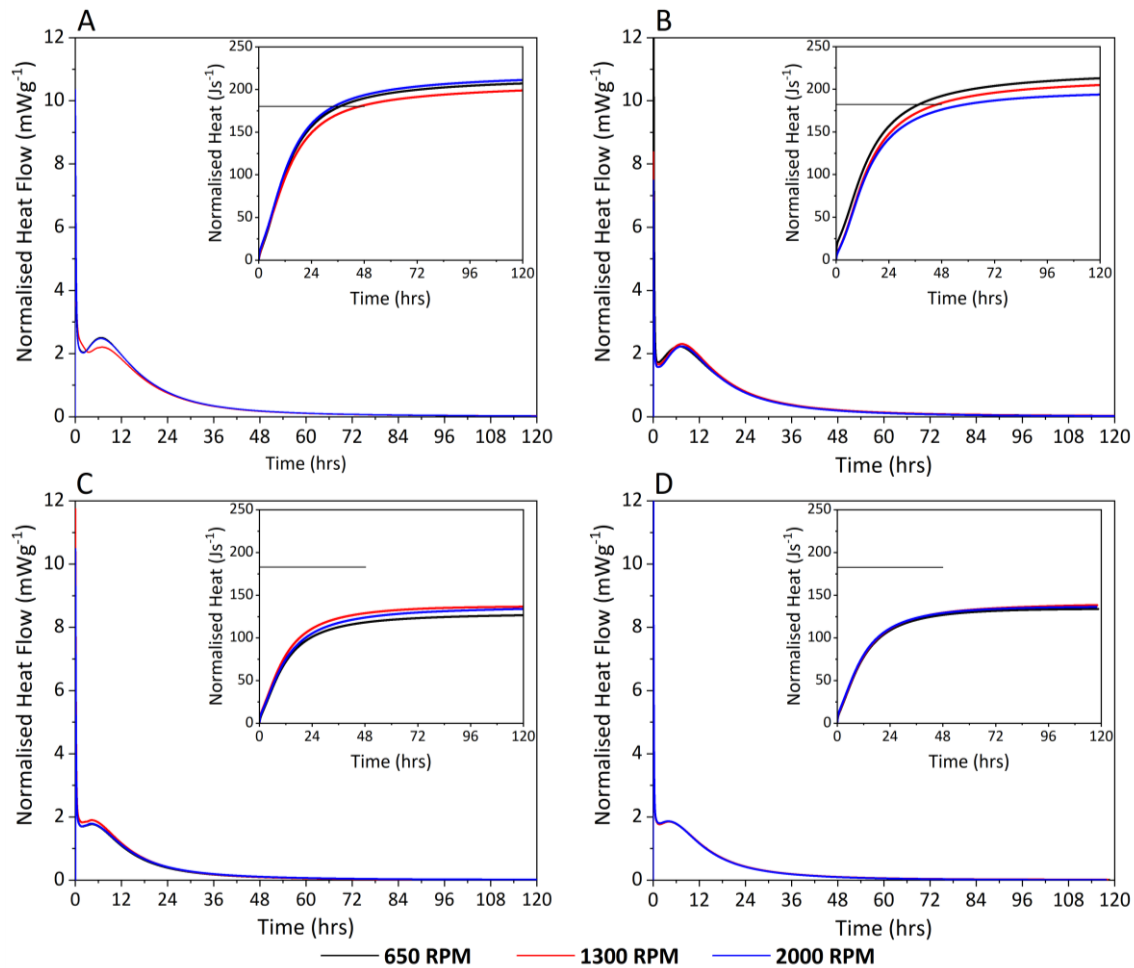 A
Normalised Heat Flow (mWg⁻¹)
12
10
8
6
4
2
0
0 12 24 36 48 60 72 84 96 108 120
Time (hrs)
Normalised Heat (Js⁻¹)
250
200
150
100
50
0
0 24 48 72 96 120
Time (hrs)
B
Normalised Heat Flow (mWg⁻¹)
12
10
8
6
4
2
0
0 12 24 36 48 60 72 84 96 108 120
Time (hrs)
Normalised Heat (Js⁻¹)
250
200
150
100
50
0
0 24 48 72 96 120
Time (hrs)
C
Normalised Heat Flow (mWg⁻¹)
12
10
8
6
4
2
0
0 12 24 36 48 60 72 84 96 108 120
Time (hrs)
Normalised Heat (Js⁻¹)
250
200
150
100
50
0
0 24 48 72 96 120
Time (hrs)
D
Normalised Heat Flow (mWg⁻¹)
12
10
8
6
4
2
0
0 12 24 36 48 60 72 84 96 108 120
Time (hrs)
Normalised Heat (Js⁻¹)
250
200
150
100
50
0
0 24 48 72 96 120
Time (hrs)
650 RPM 1300 RPM 2000 RPM